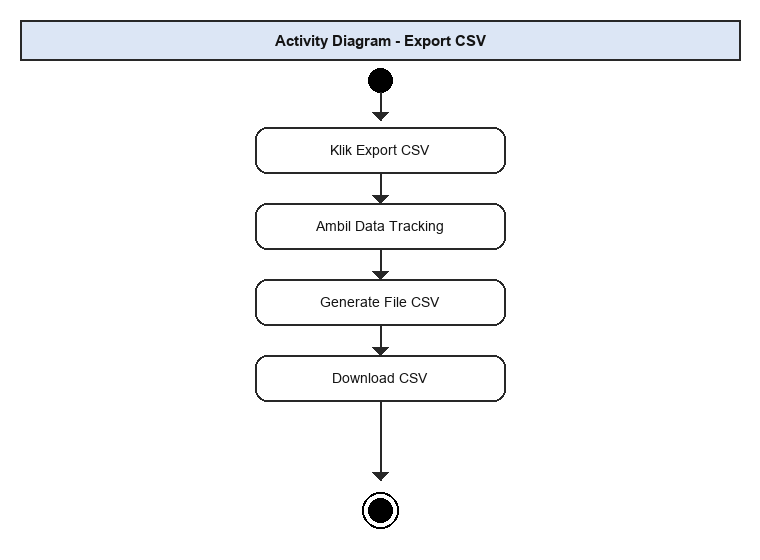 Activity Diagram - Export CSV
Klik Export CSV
Ambil Data Tracking
Generate File CSV
Download CSV